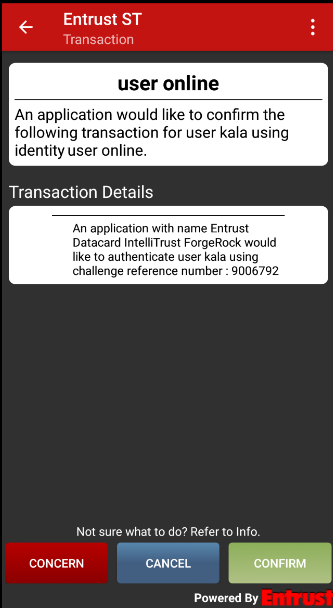 Entrust ST
Transaction
user online
An application would like to confirm the
following transaction for user kala using
identity user online.
Transaction Details
An application with name Entrust
Datacard IntelliTrust ForgeRock would
like to authenticate user kala using
challenge reference number : 9006792
Not sure what to do? Refer to Info.
CONCERN
CANCEL
CONFIRM
Powered By Entrust